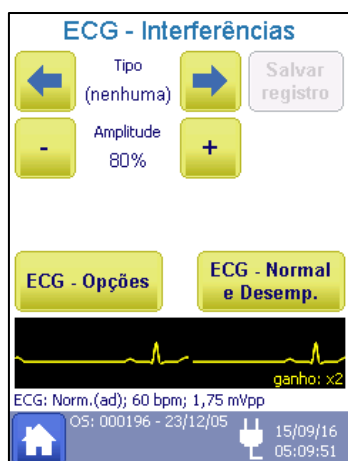 ECG - Interferências
Tipo
(nenhuma)
Salvar
registro
-
Amplitude
80%
+
ECG - Opções
ECG - Normal
e Desemp.
ganho: x2
ECG: Norm.(ad); 60 bpm; 1,75 mVpp
OS: 000196 - 23/12/05
15/09/16
05:09:51